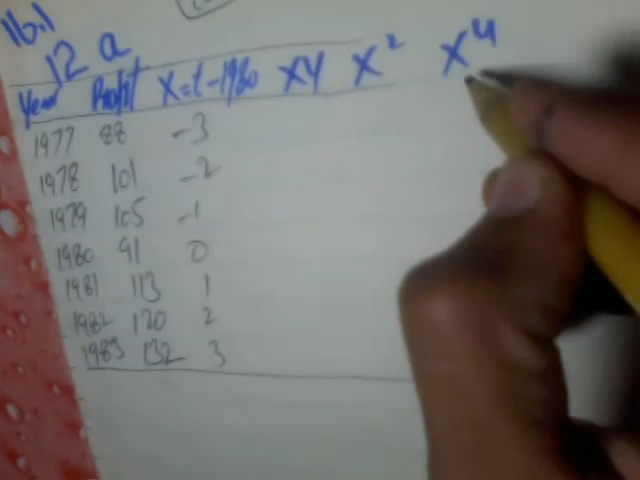 16.1
12 a
Year Profit X=t-1980 XY X² X⁴
1977 88 -3
1978 101 -2
1979 105 -1
1980 91 0
1981 113 1
1982 120 2
1983 132 3